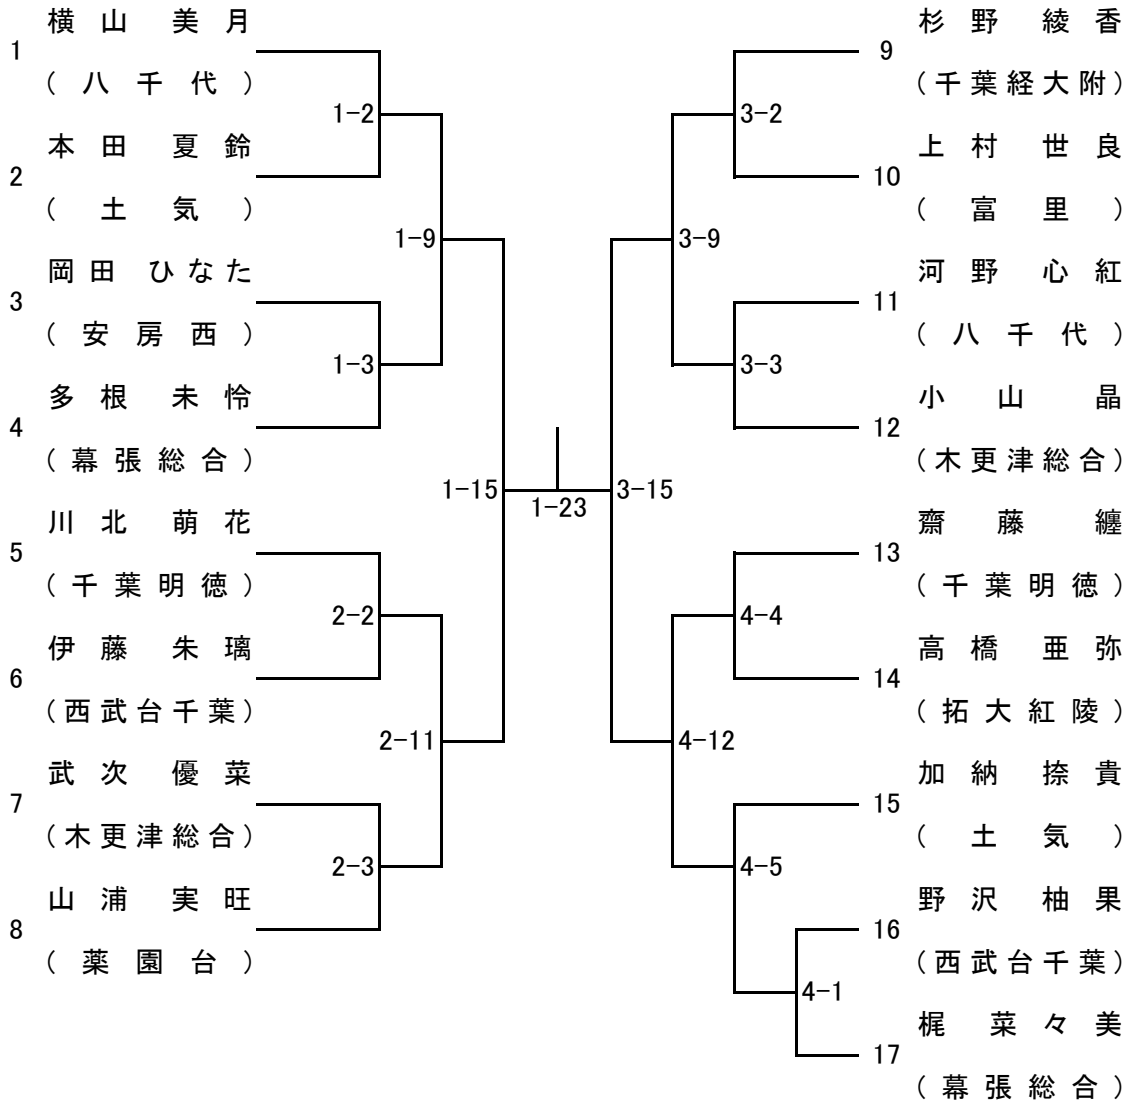 1
横山 美月
(八千代)
2
本田 夏鈴
(土気)
3
岡田 ひなた
(安房西)
4
多根 未怜
(幕張総合)
5
川北 萌花
(千葉明徳)
6
伊藤 朱璃
(西武台千葉)
7
武次 優菜
(木更津総合)
8
山浦 実旺
(薬園台)
1-2
1-3
2-2
2-3
1-9
2-11
1-15
1-23
3-15
3-9
4-12
3-2
3-3
4-4
4-5
4-1
9
杉野 綾香
(千葉経大附)
10
上村 世良
(富里)
11
河野 心紅
(八千代)
12
小山 晶
(木更津総合)
13
齋藤 纏
(千葉明徳)
14
高橋 亜弥
(拓大紅陵)
15
加納 捺貴
(土気)
16
野沢 柚果
(西武台千葉)
17
梶 菜々美
(幕張総合)